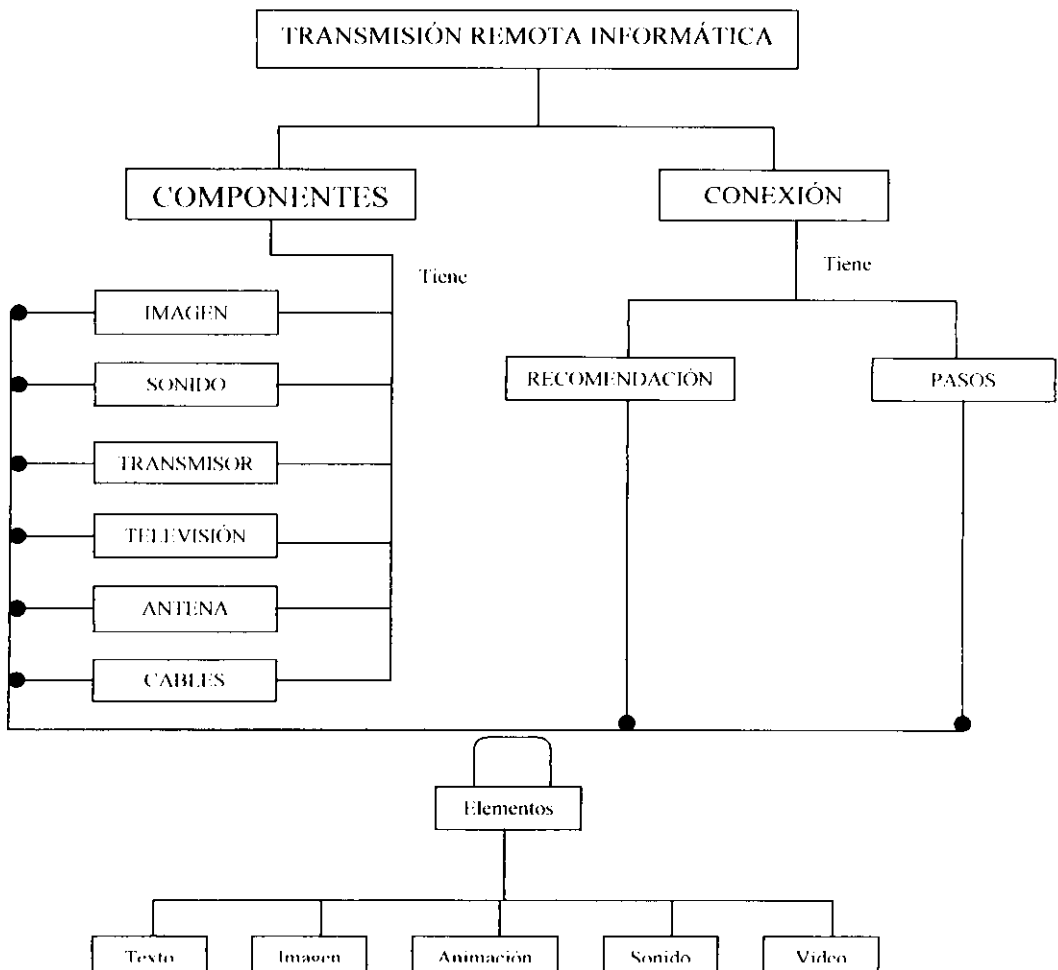 TRANSMISIÓN REMOTA INFORMÁTICA
COMPONENTES
CONEXIÓN
Tiene
Tiene
IMAGEN
SONIDO
TRANSMISOR
TELEVISIÓN
ANTENA
CABLES
RECOMENDACIÓN
PASOS
Elementos
Texto
Imagen
Animación
Sonido
Video